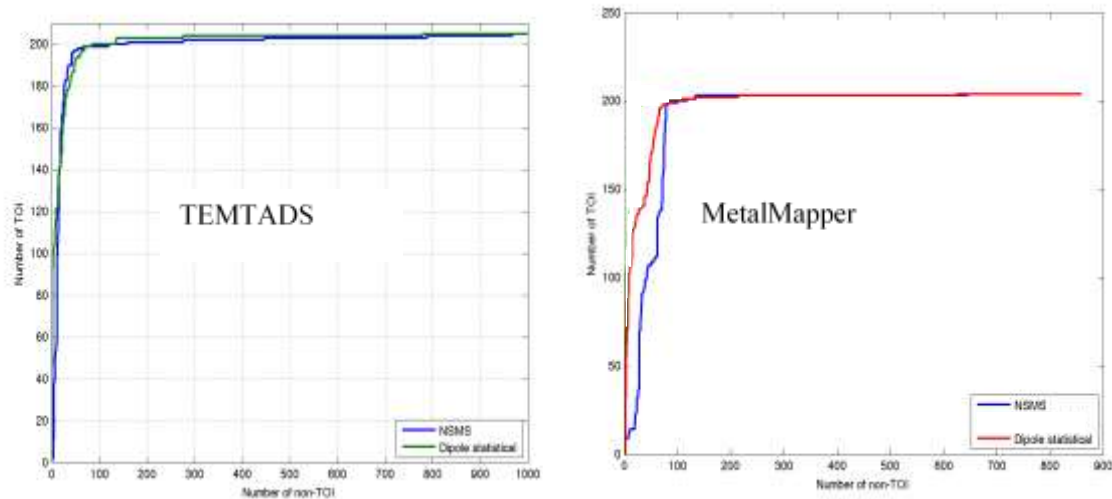 200
180
160
140
120
100
80
60
40
20
0
Number of TOI
TEMTADS
NSMS
Dipole statistical
0 100 200 300 400 500 600 700 800 900 1000
Number of non-TOI
250
200
150
100
50
0
Number of TOI
MetalMapper
NSMS
Dipole statistical
0 100 200 300 400 500 600 700 800 900
Number of non-TOI